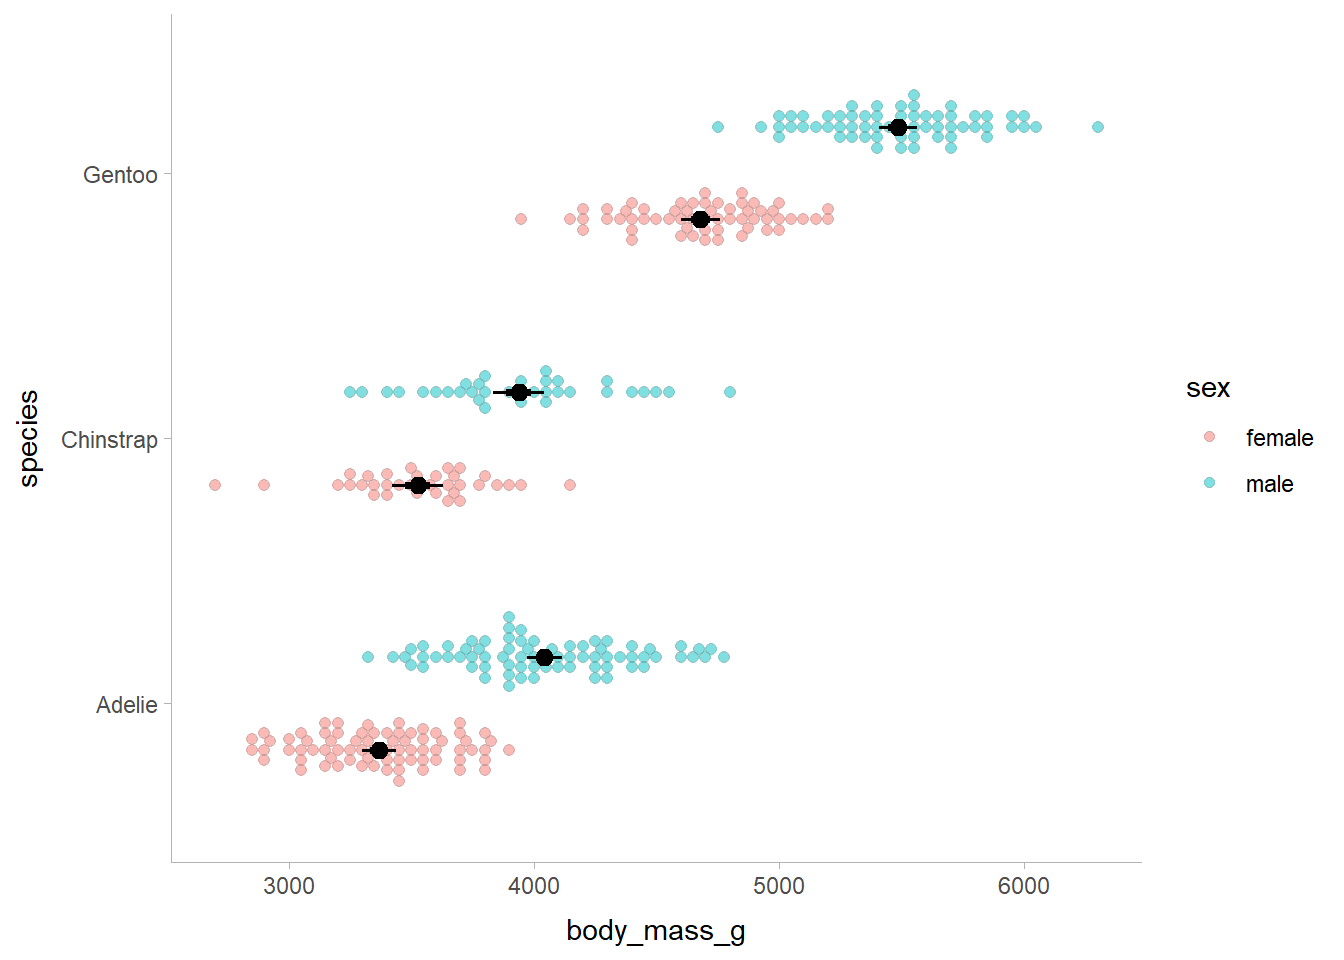 Gentoo
Chinstrap
Adelie
species
3000 4000 5000 6000
body_mass_g
sex
female
male